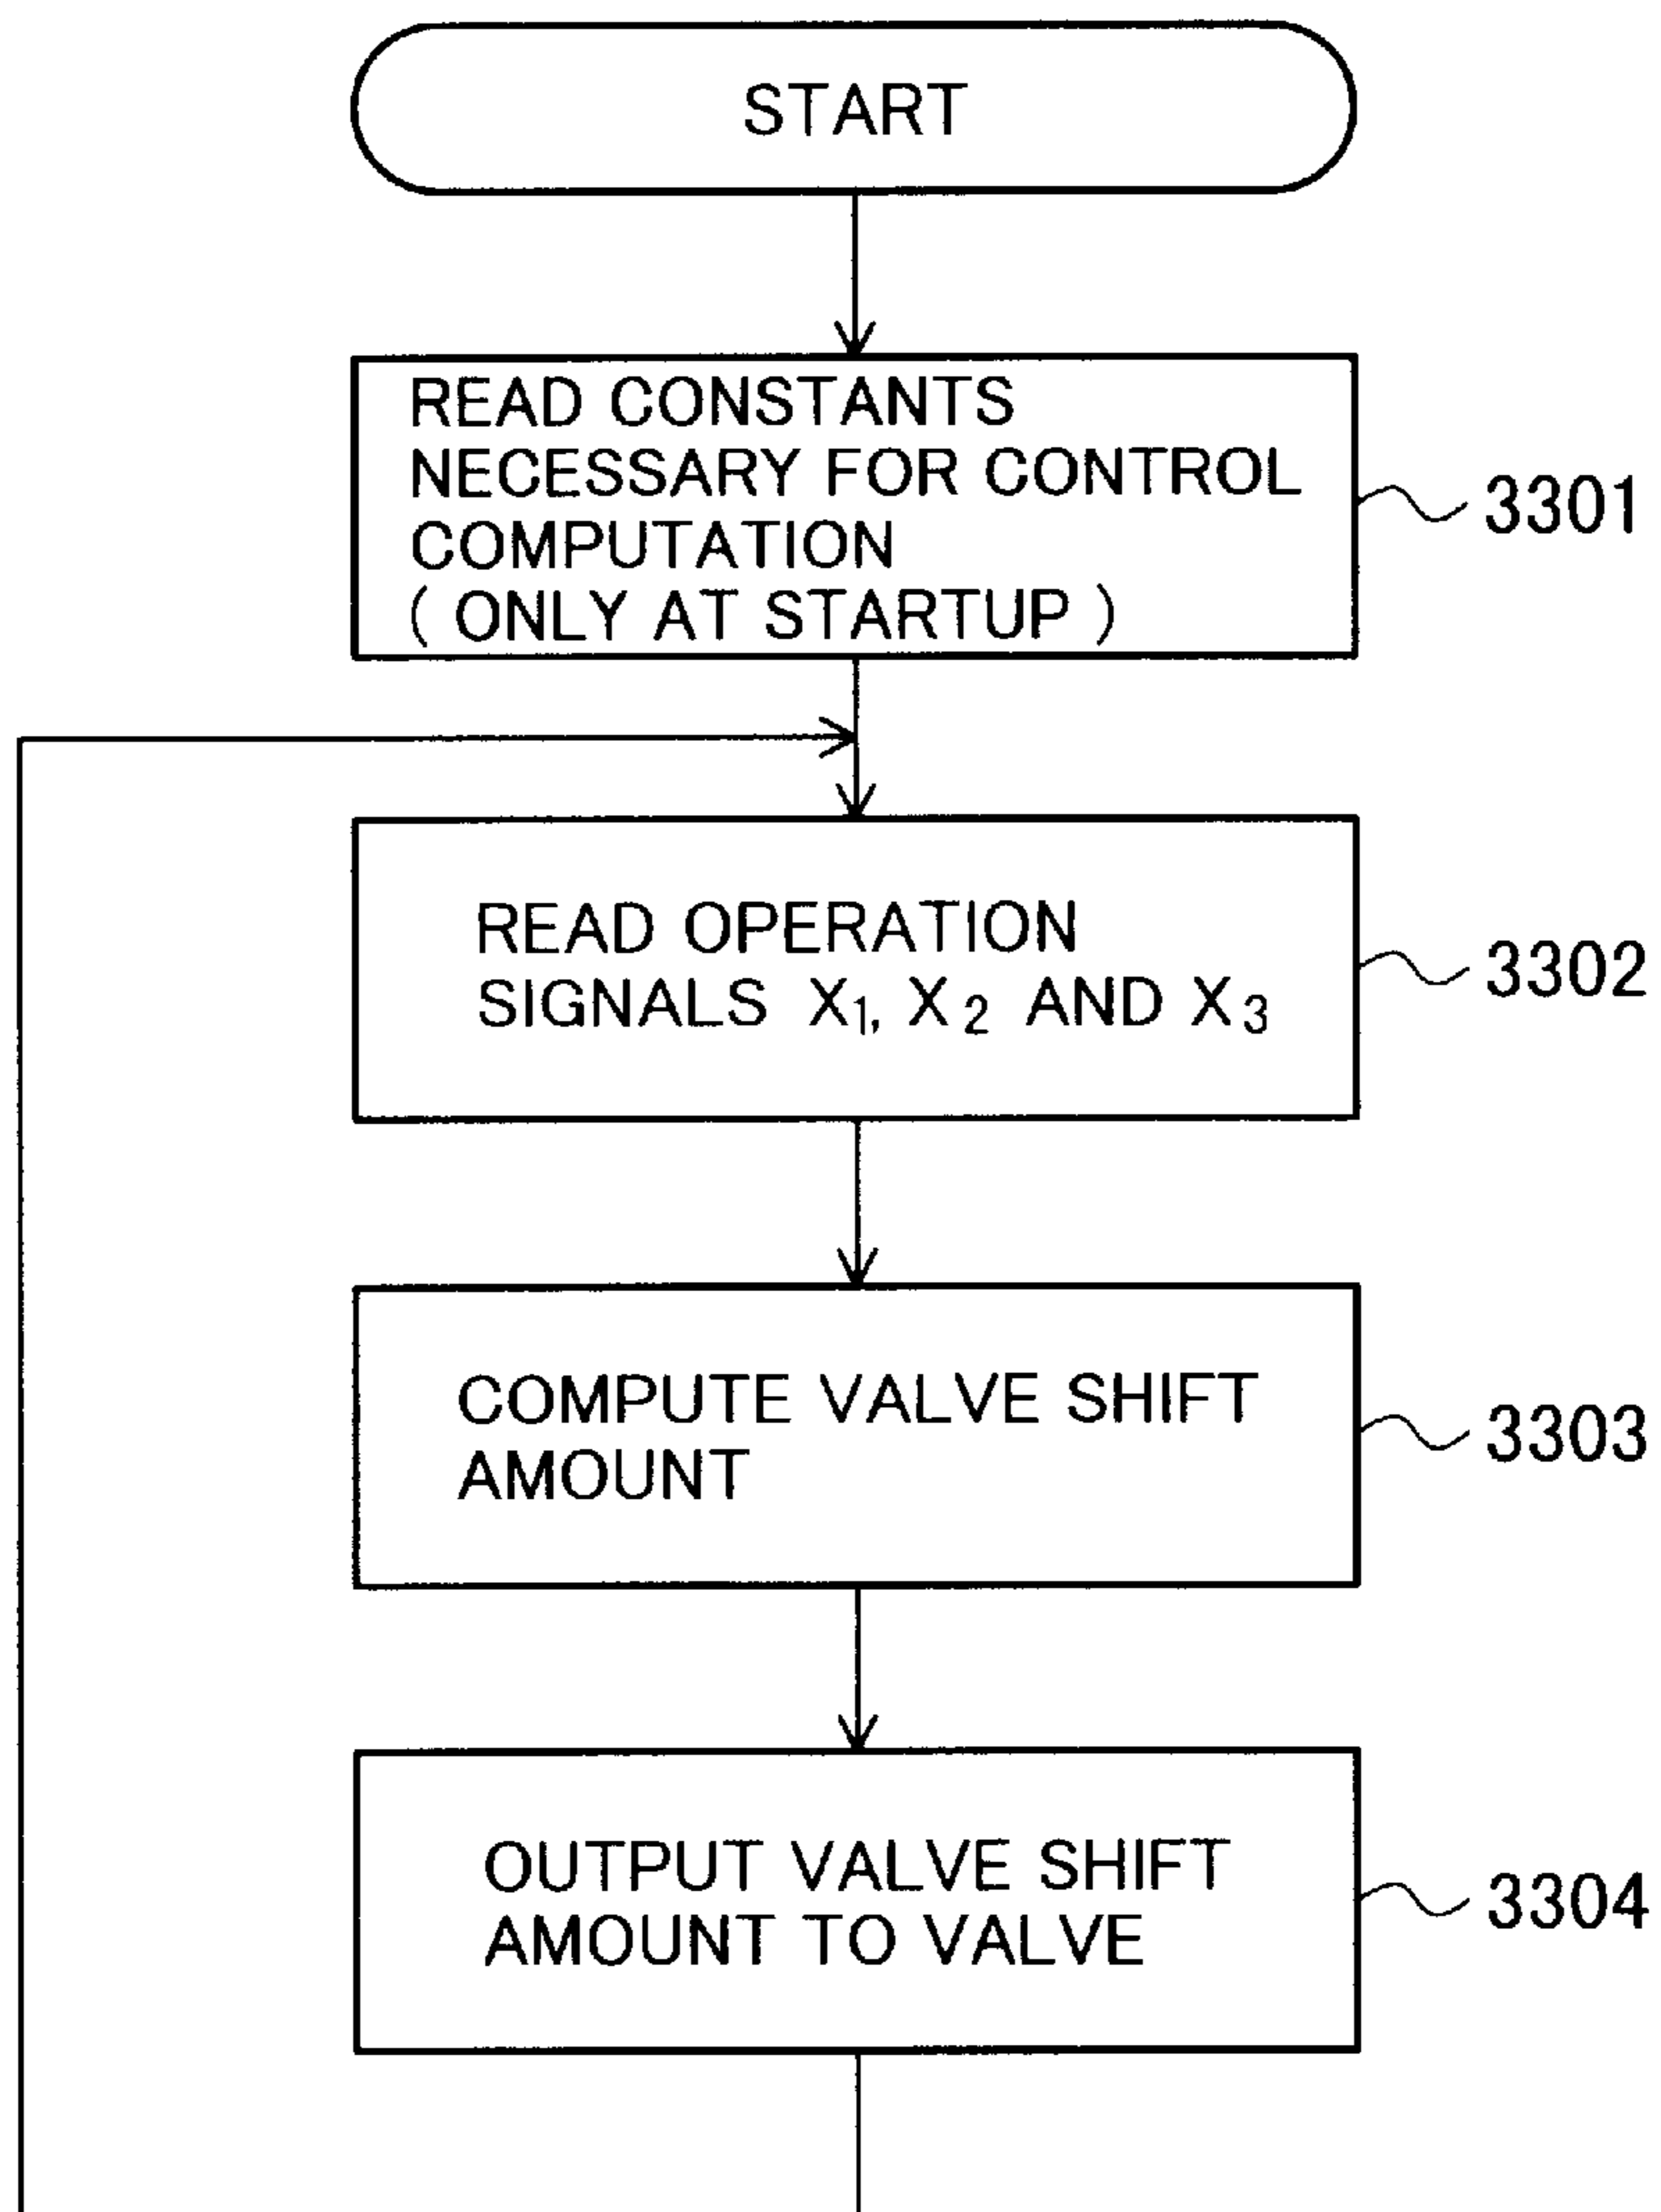 START
READ CONSTANTS
NECESSARY FOR CONTROL
COMPUTATION
( ONLY AT STARTUP )
3301
READ OPERATION
SIGNALS X₁, X₂ AND X₃
3302
COMPUTE VALVE SHIFT
AMOUNT
3303
OUTPUT VALVE SHIFT
AMOUNT TO VALVE
3304